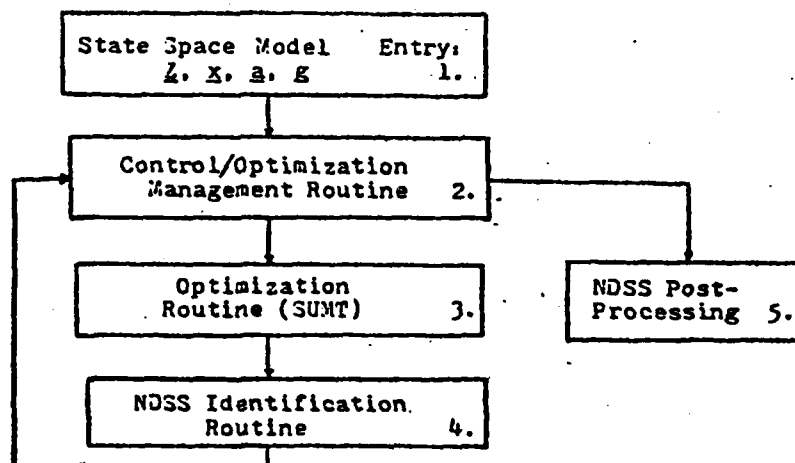 State Space Model Entry:
Z, x, a, g 1.
Control/Optimization
Management Routine 2.
Optimization
Routine (SUMT) 3.
NDSS Post-
Processing 5.
NDSS Identification
Routine 4.